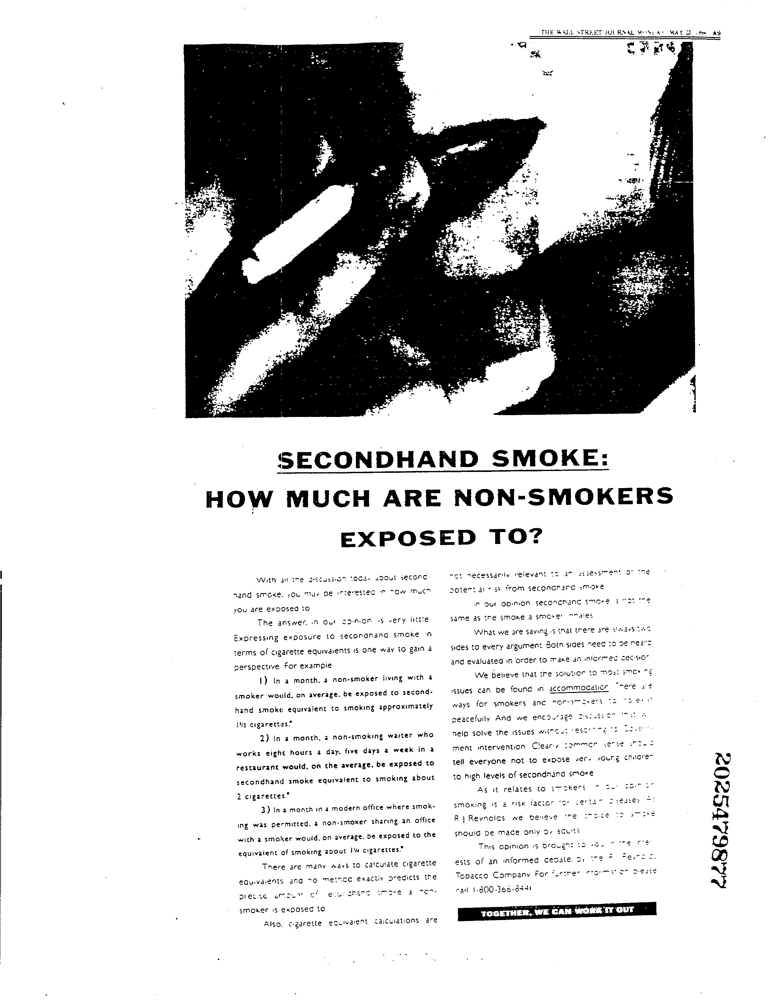 THE WALL STREET JOURNAL MONDAY MAY 23
SECONDHAND SMOKE:
HOW MUCH ARE NON-SMOKERS
EXPOSED TO?
With all the discussion today about second-
hand smoke, you may be interested in how much
you are exposed to
The answer, in our opinion is very little
Expressing exposure to secondhand smoke in
terms of cigarette equivalents is one way to gain a
perspective For example
1) In a month, a non-smoker living with a
smoker would, on average, be exposed to second-
hand smoke equivalent to smoking approximately
1½ cigarettes.*
2) In a month, a non-smoking waiter who
works eight hours a day, five days a week in a
restaurant would, on the average, be exposed to
secondhand smoke equivalent to smoking about
2 cigarettes*
3) In a month in a modern office where smok-
ing was permitted, a non-smoker sharing an office
with a smoker would, on average, be exposed to the
equivalent of smoking about 1¼ cigarettes.*
There are many ways to calculate cigarette
equivalents and no method exactly predicts the
precise amount of secondhand smoke a non-
smoker is exposed to
Also, cigarette equivalent calculations are
not necessarily relevant to an assessment of the
potential risk from secondhand smoke
In our opinion secondhand smoke is not the
same as the smoke a smoker inhales
What we are saying is that there are always two
sides to every argument Both sides need to be heard
and evaluated in order to make an informed decision
We believe that the solution to most smoking
issues can be found in accommodation There are
ways for smokers and non-smokers to
peacefully And we encourage discussion that will
help solve the issues without resorting to Govern-
ment intervention Clearly common sense should
tell everyone not to expose very young children
to high levels of secondhand smoke
As it relates to smokers in our opinion
smoking is a risk factor for certain diseases At
R J Reynolds we believe the choice to smoke
should be made only by adults
This opinion is brought to you in the inter-
ests of an informed debate by the R J Reynolds
Tobacco Company For further information please
call 1-800-366-8441
TOGETHER, WE CAN WORK IT OUT
2025479877